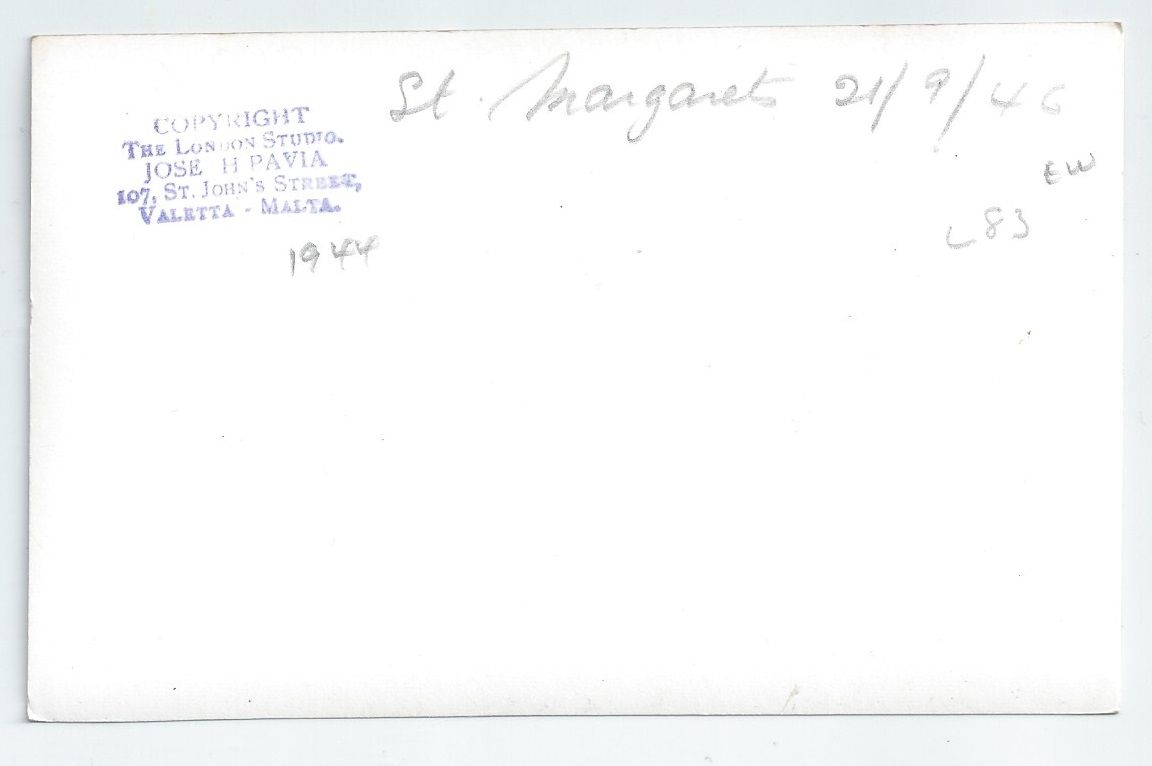 St. Margarets 21/9/46
COPYRIGHT
THE LONDON STUDIO.
JOSE H PAVIA
107, ST. JOHN'S STREET,
VALETTA - MALTA.
EW
L83
1944